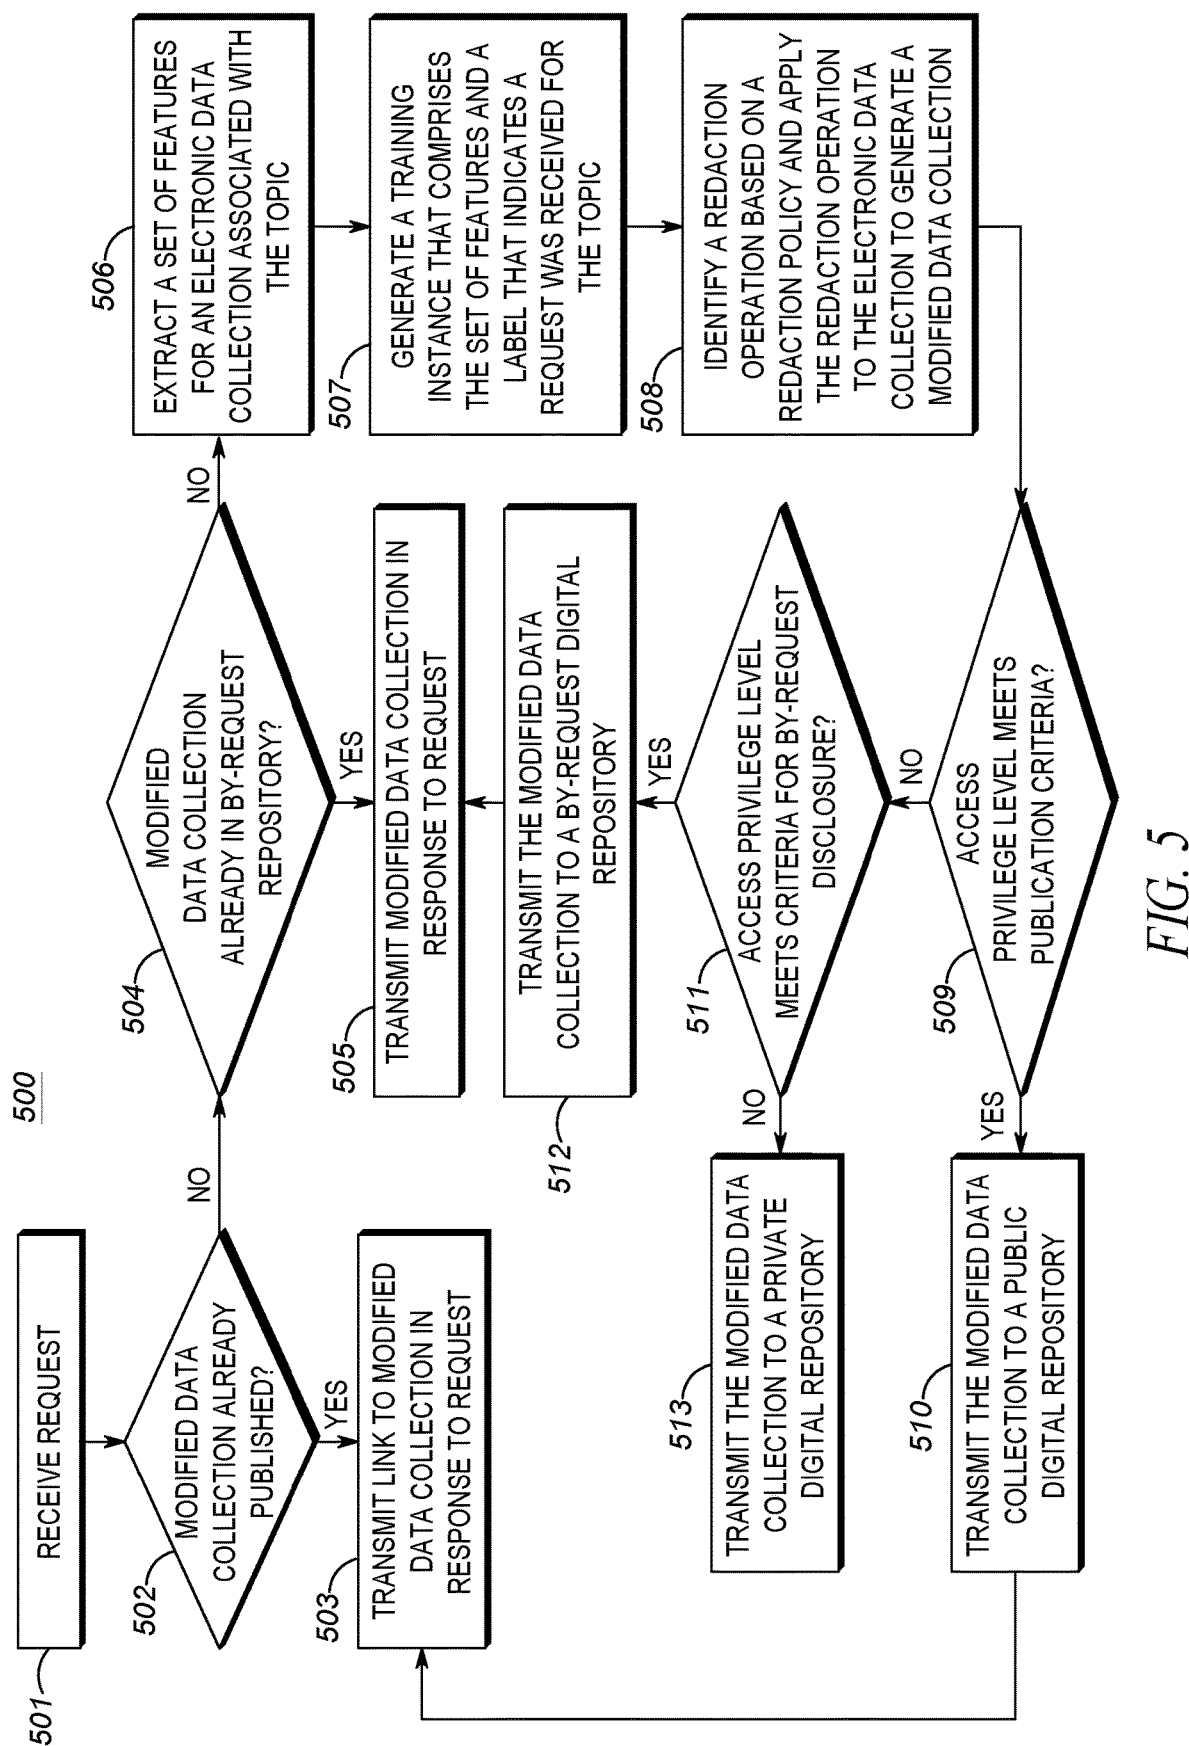 500
501
RECEIVE REQUEST
502
MODIFIED DATA
COLLECTION ALREADY
PUBLISHED?
NO
YES
503
TRANSMIT LINK TO MODIFIED
DATA COLLECTION IN
RESPONSE TO REQUEST
504
MODIFIED
DATA COLLECTION
ALREADY IN BY-REQUEST
REPOSITORY?
NO
YES
505
TRANSMIT MODIFIED DATA COLLECTION IN
RESPONSE TO REQUEST
506
EXTRACT A SET OF FEATURES
FOR AN ELECTRONIC DATA
COLLECTION ASSOCIATED WITH
THE TOPIC
507
GENERATE A TRAINING
INSTANCE THAT COMPRISES
THE SET OF FEATURES AND A
LABEL THAT INDICATES A
REQUEST WAS RECEIVED FOR
THE TOPIC
508
IDENTIFY A REDACTION
OPERATION BASED ON A
REDACTION POLICY AND APPLY
THE REDACTION OPERATION
TO THE ELECTRONIC DATA
COLLECTION TO GENERATE A
MODIFIED DATA COLLECTION
509
ACCESS
PRIVILEGE LEVEL MEETS
PUBLICATION CRITERIA?
YES
NO
510
TRANSMIT THE MODIFIED DATA
COLLECTION TO A PUBLIC
DIGITAL REPOSITORY
511
ACCESS PRIVILEGE LEVEL
MEETS CRITERIA FOR BY-REQUEST
DISCLOSURE?
YES
NO
512
TRANSMIT THE MODIFIED DATA
COLLECTION TO A BY-REQUEST DIGITAL
REPOSITORY
513
TRANSMIT THE MODIFIED DATA
COLLECTION TO A PRIVATE
DIGITAL REPOSITORY
FIG. 5